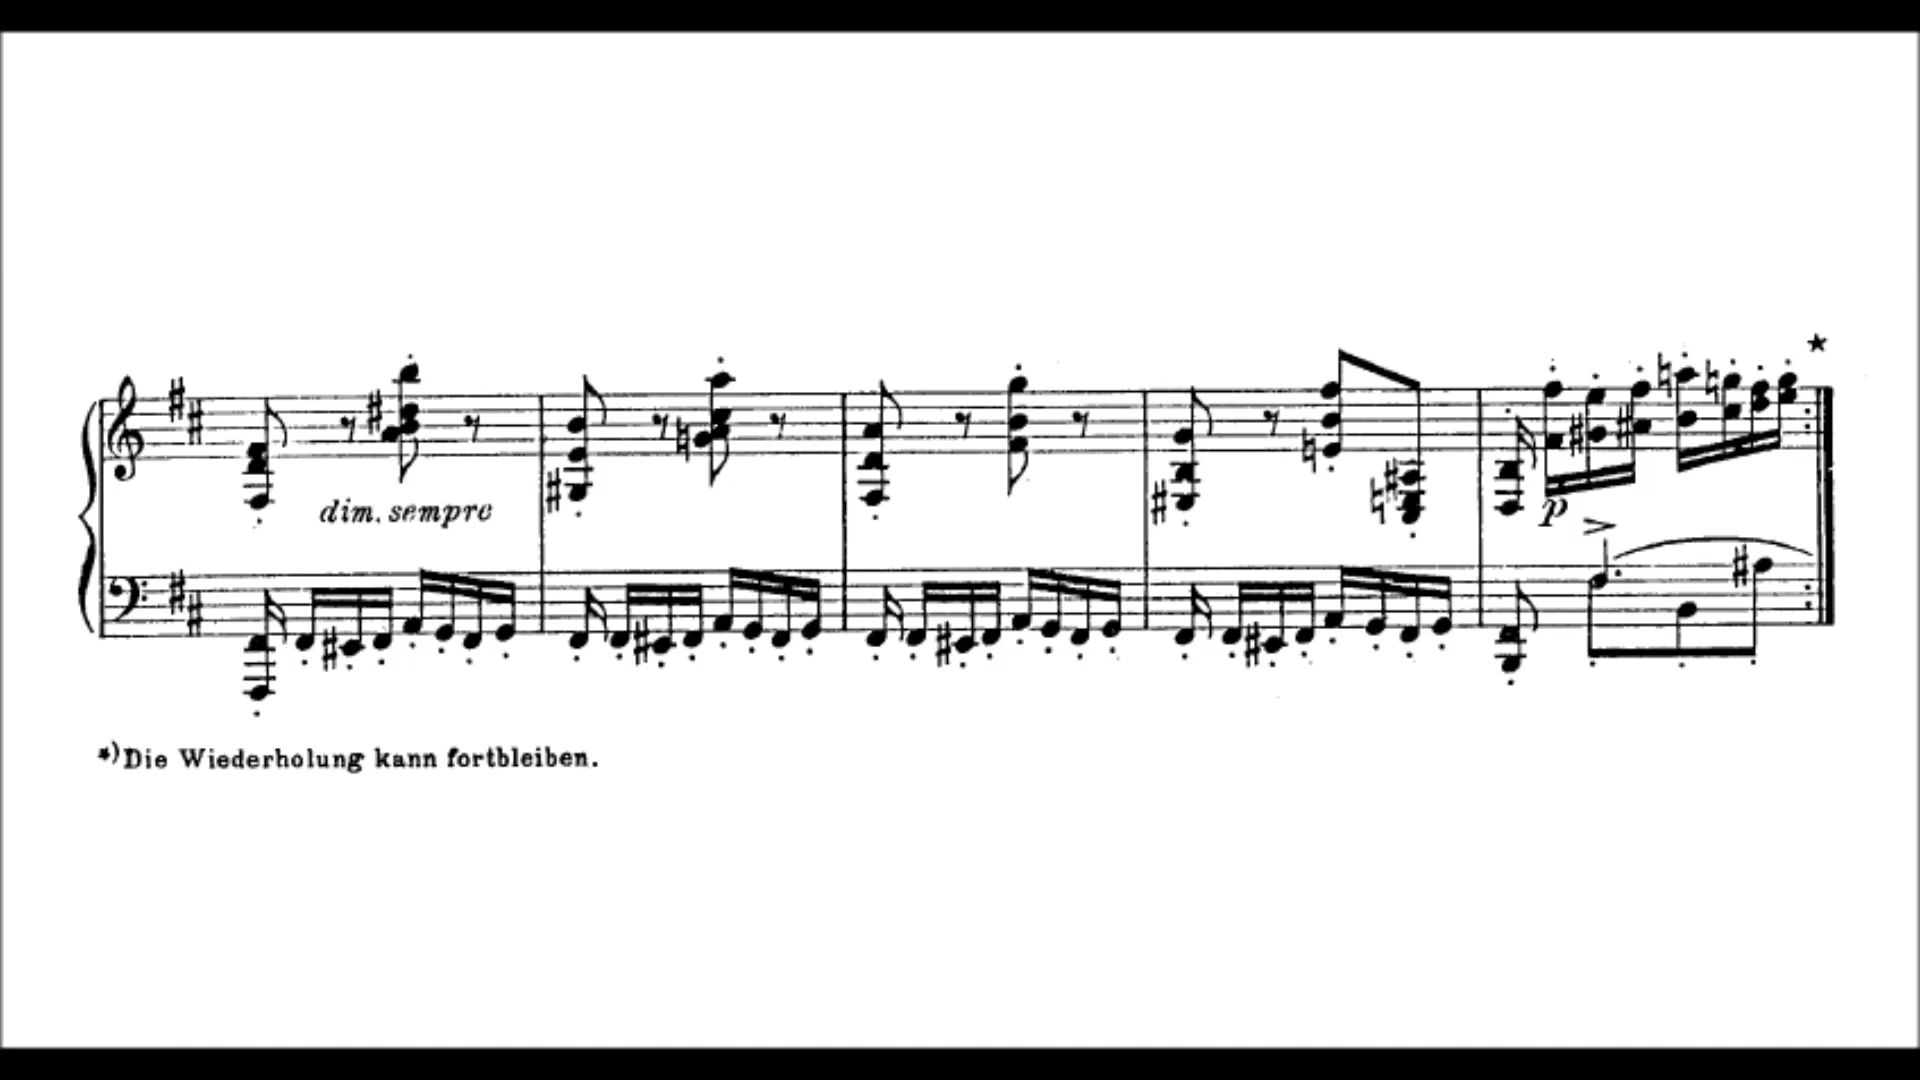 dim. sempre
p
*) Die Wiederholung kann fortbleiben.